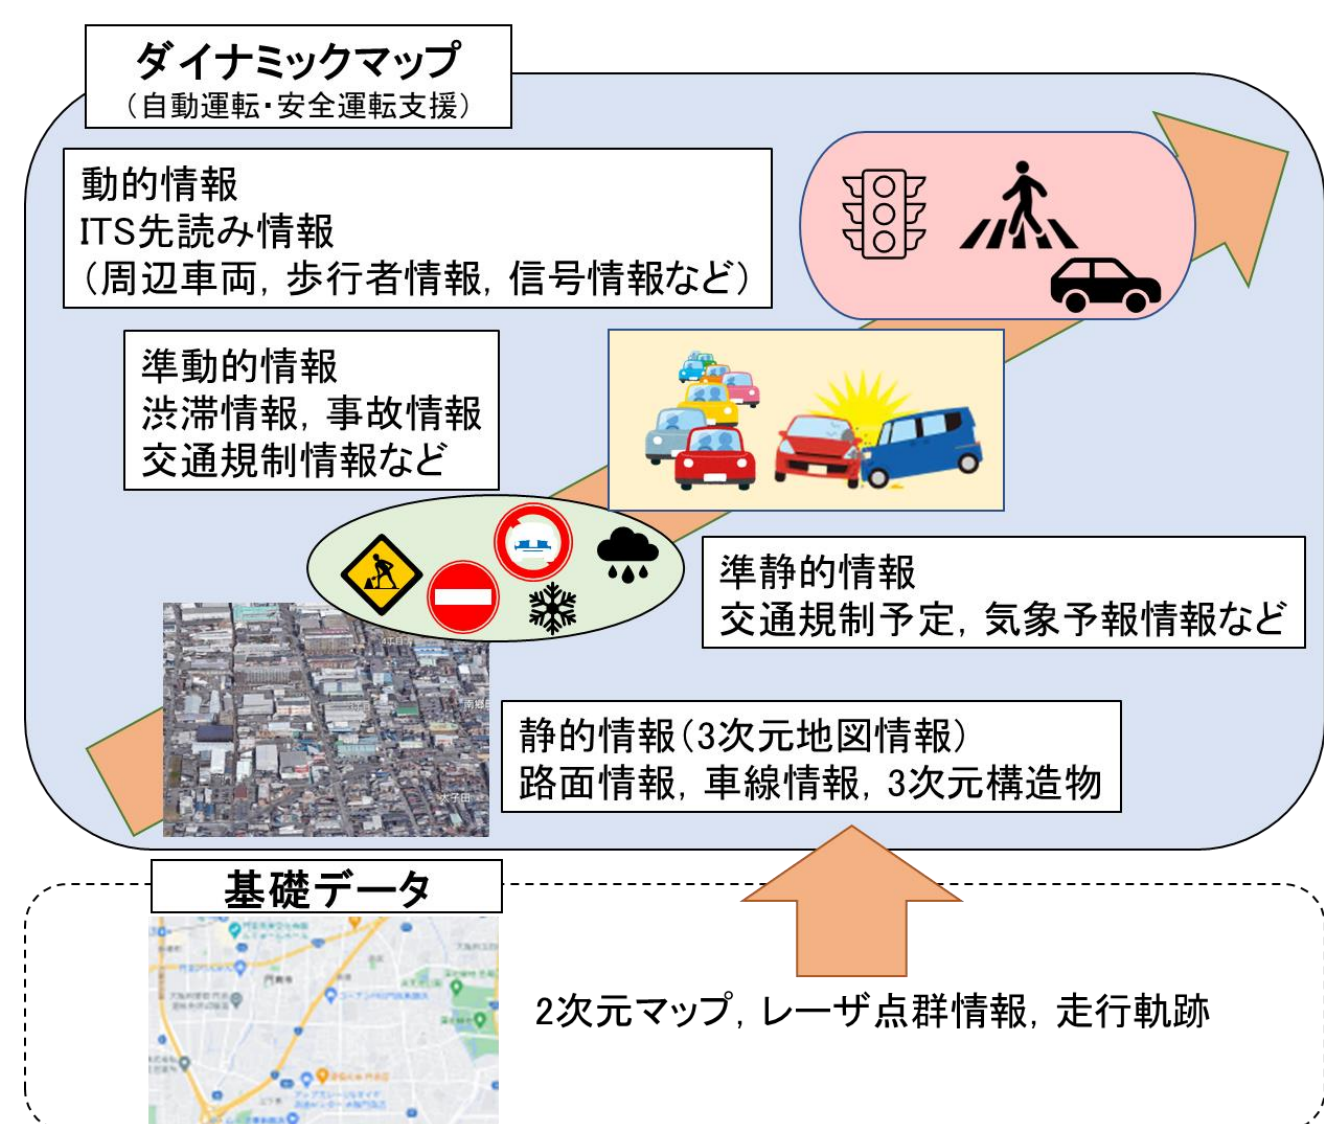 ダイナミックマップ
（自動運転・安全運転支援）
動的情報
ITS先読み情報
（周辺車両，歩行者情報，信号情報など）
準動的情報
渋滞情報，事故情報
交通規制情報など
準静的情報
交通規制予定，気象予報情報など
静的情報（3次元地図情報）
路面情報，車線情報，3次元構造物
基礎データ
2次元マップ，レーザ点群情報，走行軌跡